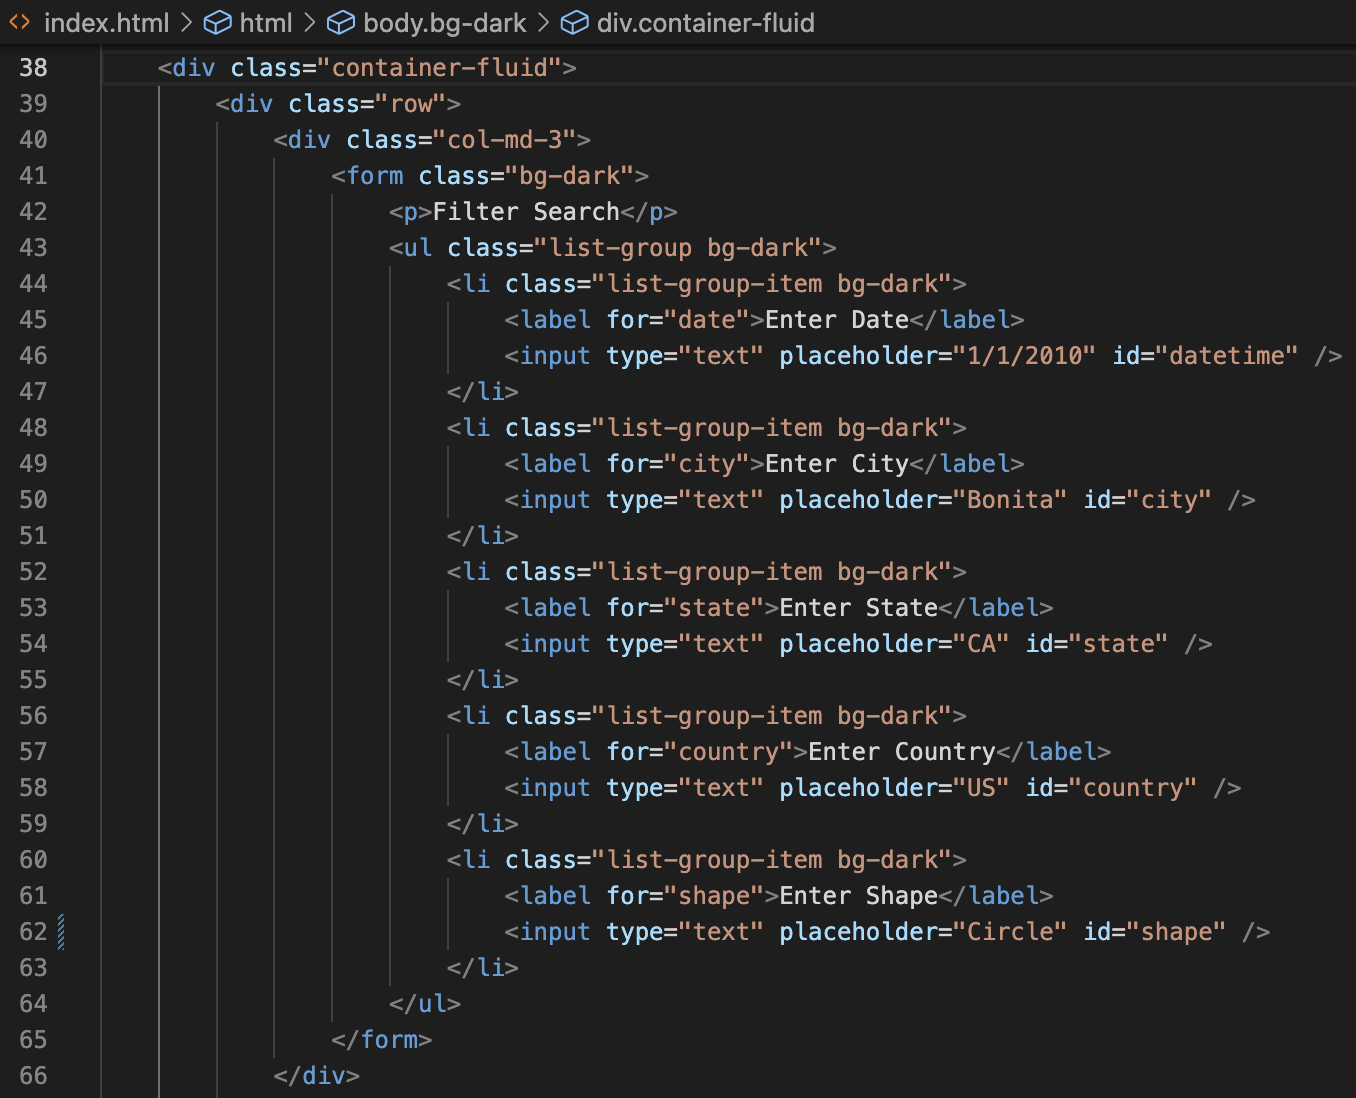 index.html > html > body.bg-dark > div.container-fluid
38 <div class="container-fluid">
39 <div class="row">
40 <div class="col-md-3">
41 <form class="bg-dark">
42 <p>Filter Search</p>
43 <ul class="list-group bg-dark">
44 <li class="list-group-item bg-dark">
45 <label for="date">Enter Date</label>
46 <input type="text" placeholder="1/1/2010" id="datetime" />
47 </li>
48 <li class="list-group-item bg-dark">
49 <label for="city">Enter City</label>
50 <input type="text" placeholder="Bonita" id="city" />
51 </li>
52 <li class="list-group-item bg-dark">
53 <label for="state">Enter State</label>
54 <input type="text" placeholder="CA" id="state" />
55 </li>
56 <li class="list-group-item bg-dark">
57 <label for="country">Enter Country</label>
58 <input type="text" placeholder="US" id="country" />
59 </li>
60 <li class="list-group-item bg-dark">
61 <label for="shape">Enter Shape</label>
62 <input type="text" placeholder="Circle" id="shape" />
63 </li>
64 </ul>
65 </form>
66 </div>